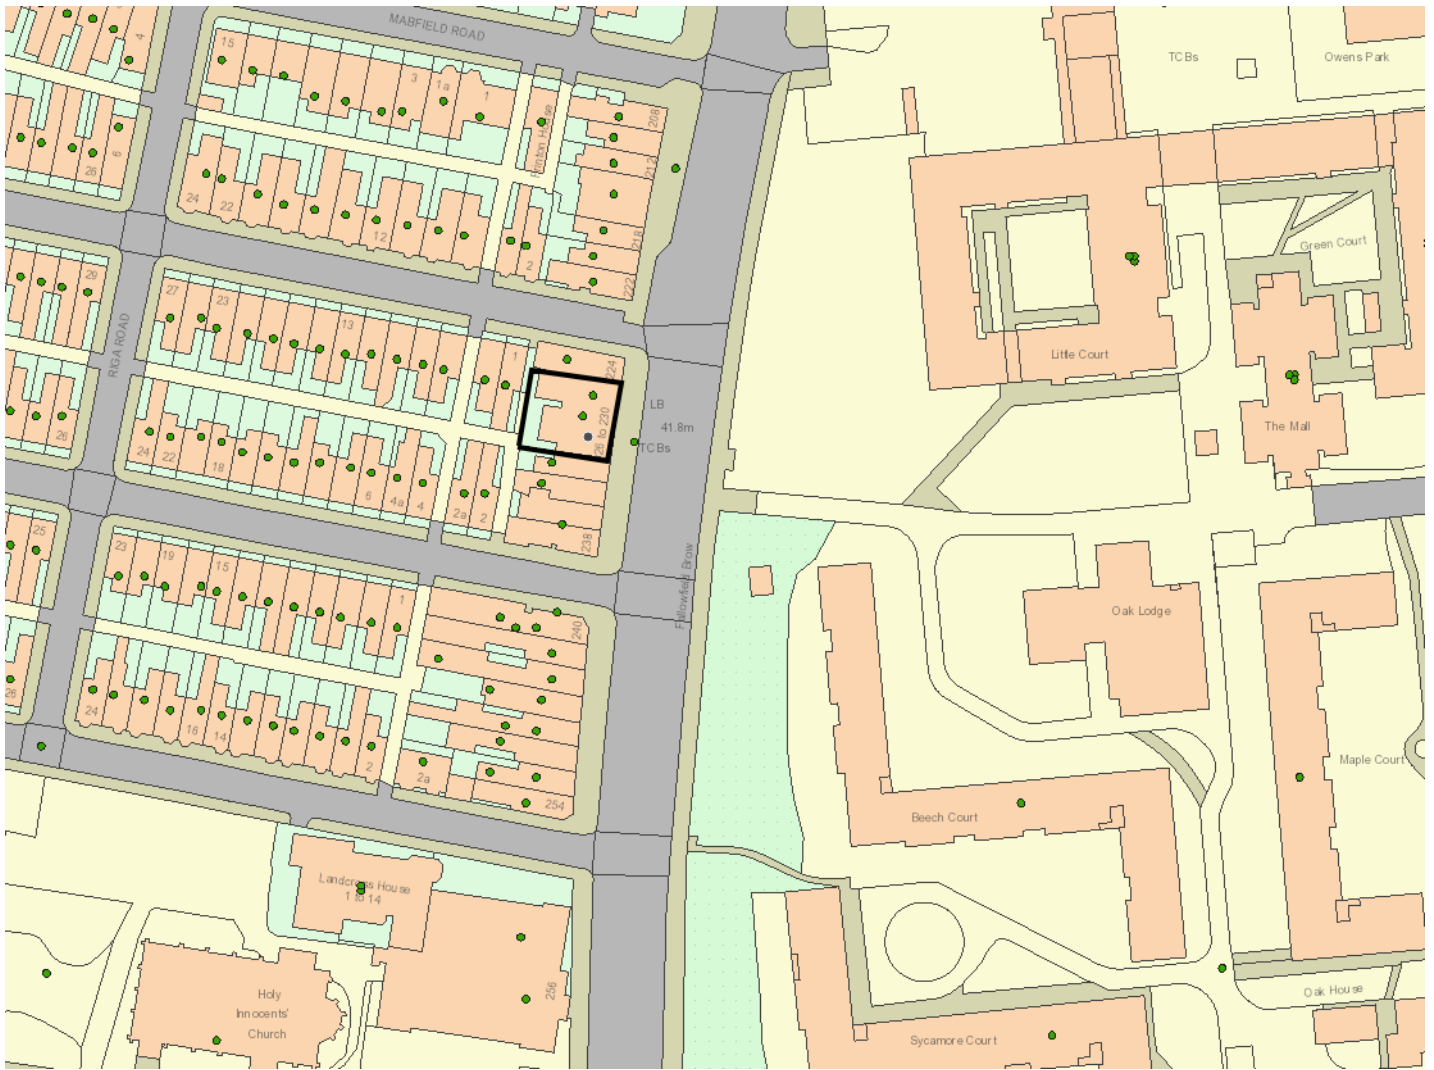 MABFIELD ROAD
4
15
3
1a
1
Printon House
208
212
218
222
TCBs
Owens Park
26
6
24
22
12
2
29
RIGA ROAD
27
23
13
1
224
26 to 230
LB
41.8m
TCBs
Little Court
Green Court
The Mall
26
24
22
18
6
4a
4
2a
2
238
25
23
19
15
1
240
Fallowfield Brow
Oak Lodge
26
24
16
14
2
2a
254
Maple Court
Beech Court
Landcross House
1 to 14
256
Holy
Innocents'
Church
Oak House
Sycamore Court